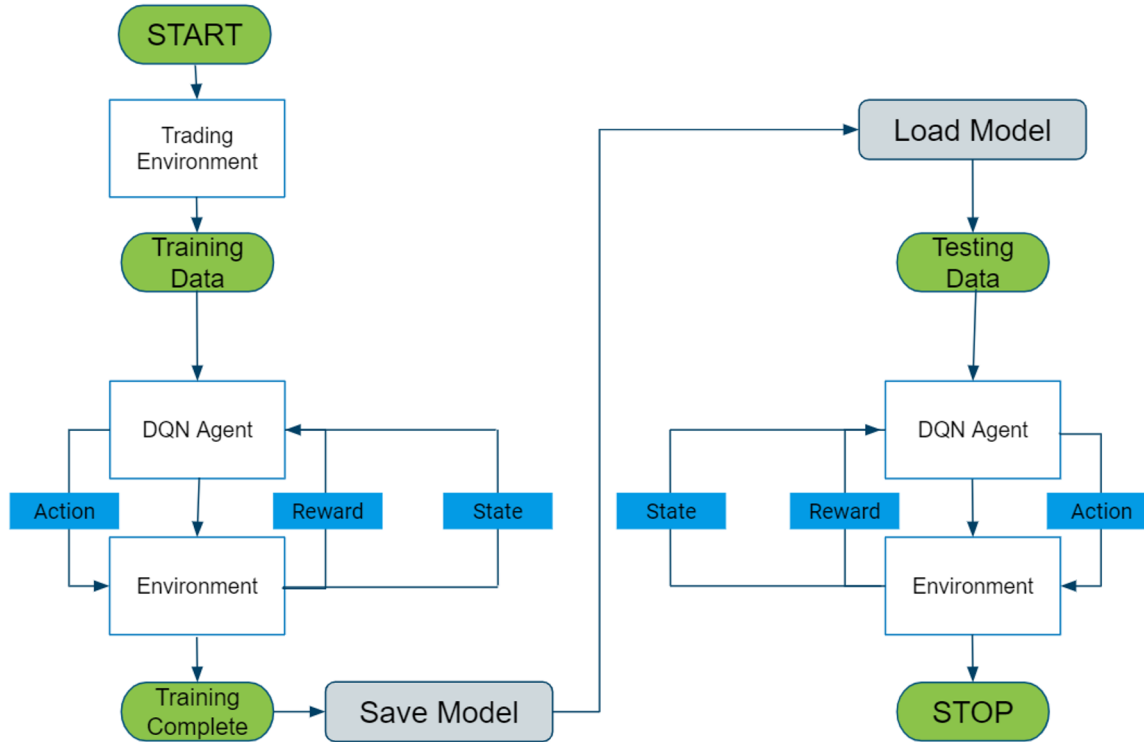 START
Trading
Environment
Training
Data
DQN Agent
Action
Reward
State
Environment
Training
Complete
Save Model
Load Model
Testing
Data
DQN Agent
State
Reward
Action
Environment
STOP